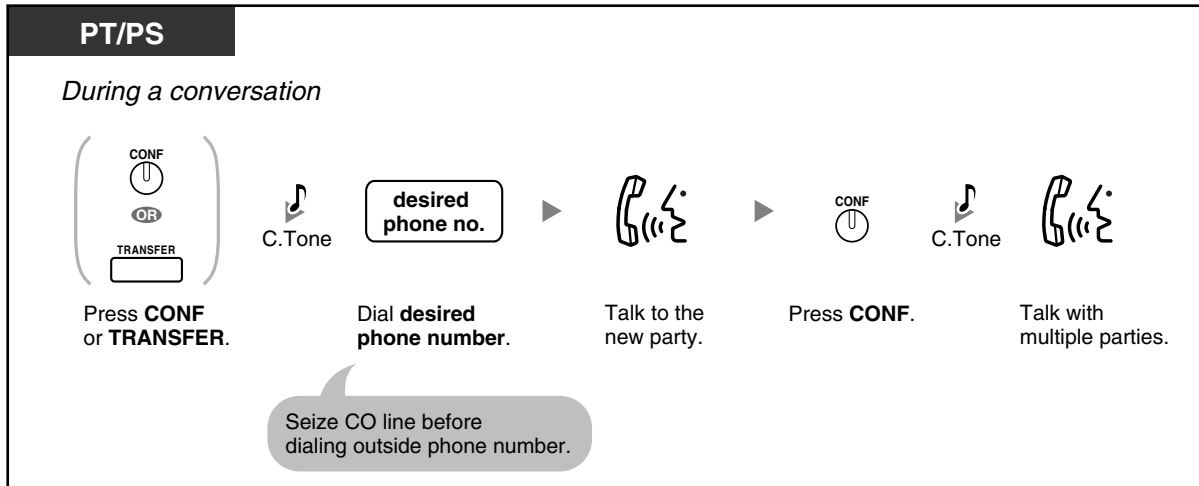 PT/PS
During a conversation
CONF
OR
TRANSFER
C.Tone
desired
phone no.
CONF
C.Tone
Press CONF
or TRANSFER.
Dial desired
phone number.
Talk to the
new party.
Press CONF.
Talk with
multiple parties.
Seize CO line before
dialing outside phone number.